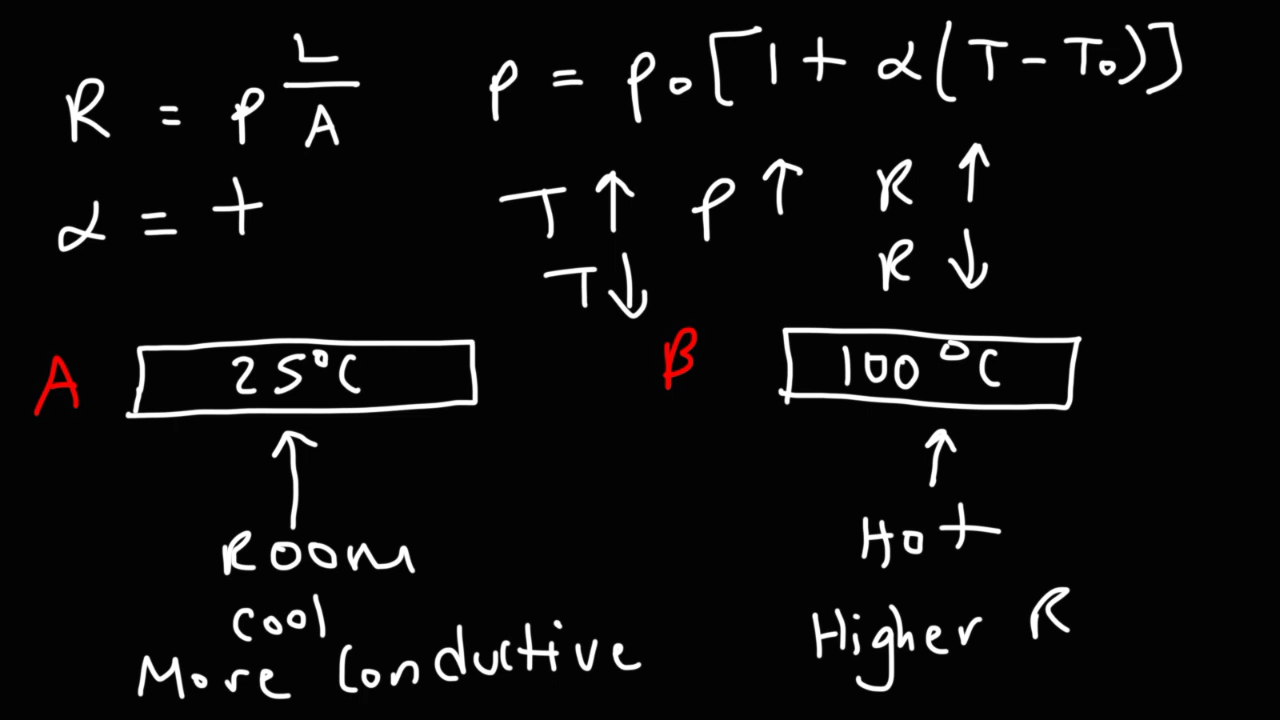 R = ρ L/A
ρ = ρ₀[1 + α(T - T₀)]
α = +
T↑ ρ↑ R↑
T↓ R↓
A 25°C
B 100°C
Room
cool
More Conductive
Hot
Higher R